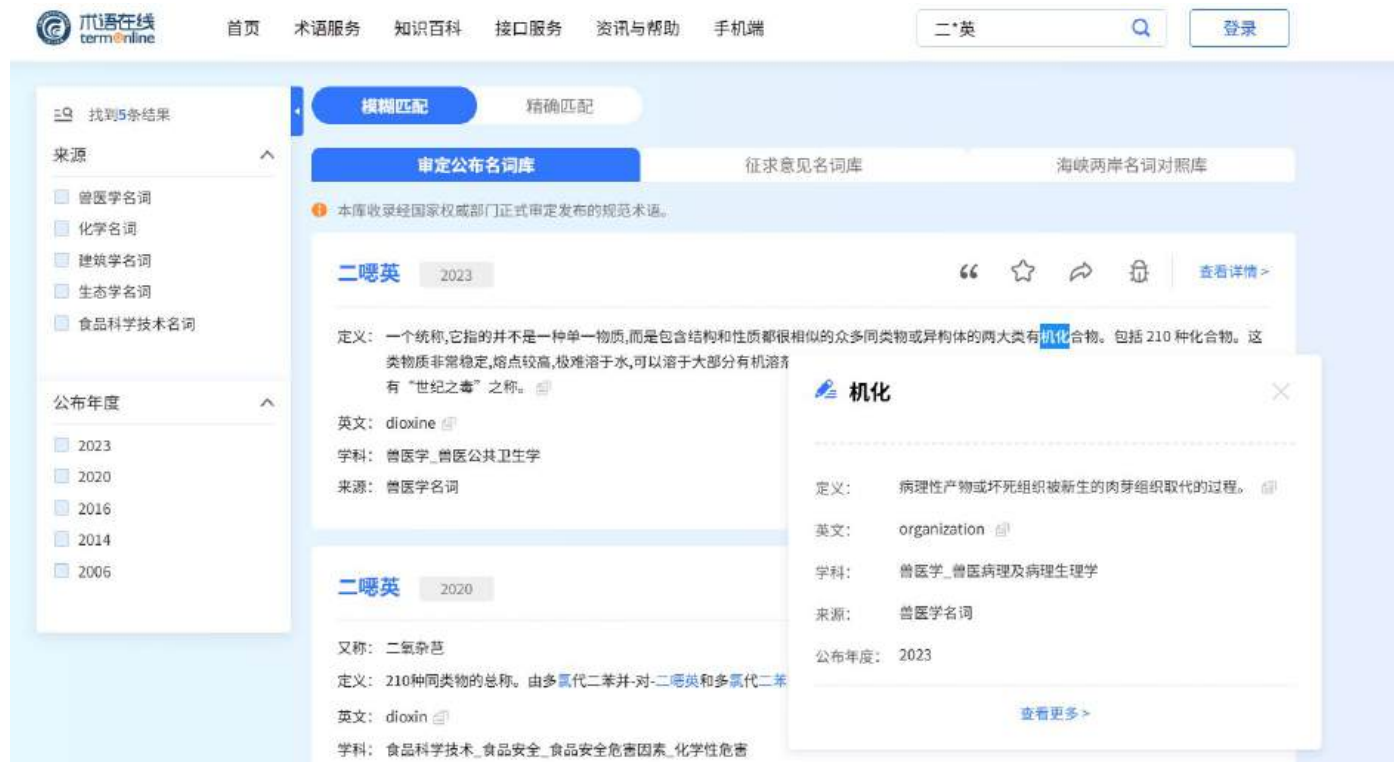 术语在线
termonline
首页 术语服务 知识百科 接口服务 资讯与帮助 手机端
二*英
登录
找到5条结果
来源
兽医学名词
化学名词
建筑学名词
生态学名词
食品科学技术名词
公布年度
2023
2020
2016
2014
2006
模糊匹配 精确匹配
审定公布名词库 征求意见名词库 海峡两岸名词对照库
本库收录经国家权威部门正式审定发布的规范术语。
二噁英 2023
查看详情>
定义： 一个统称,它指的并不是一种单一物质,而是包含结构和性质都很相似的众多同类物或异构体的两大类有机化合物。包括 210 种化合物。这
类物质非常稳定,熔点较高,极难溶于水,可以溶于大部分有机溶剂
有“世纪之毒”之称。
英文： dioxine
学科： 兽医学_兽医公共卫生学
来源： 兽医学名词
二噁英 2020
又称： 二氧杂芑
定义： 210种同类物的总称。由多氯代二苯并-对-二噁英和多氯代二苯
英文： dioxin
学科： 食品科学技术_食品安全_食品安全危害因素_化学性危害
机化
定义： 病理性产物或坏死组织被新生的肉芽组织取代的过程。
英文： organization
学科： 兽医学_兽医病理及病理生理学
来源： 兽医学名词
公布年度： 2023
查看更多>